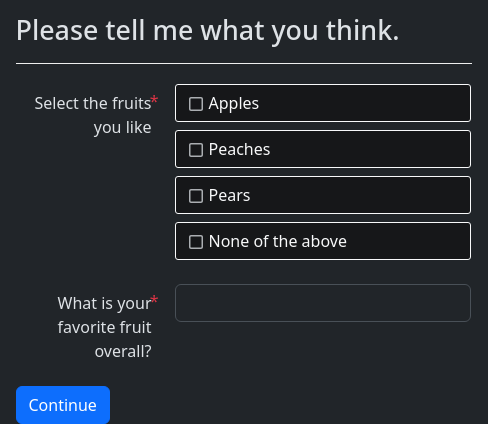 Please tell me what you think.
Select the fruits*
you like
Apples
Peaches
Pears
None of the above
What is your*
favorite fruit
overall?
Continue